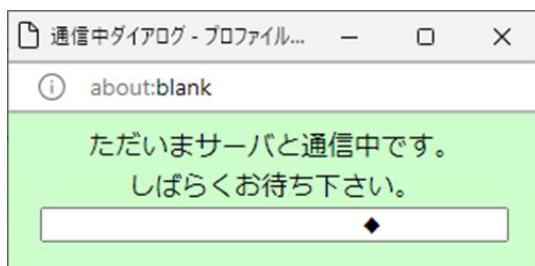 通信中ダイアログ - プロファイル...
about:blank
ただいまサーバと通信中です。
しばらくお待ち下さい。
◆